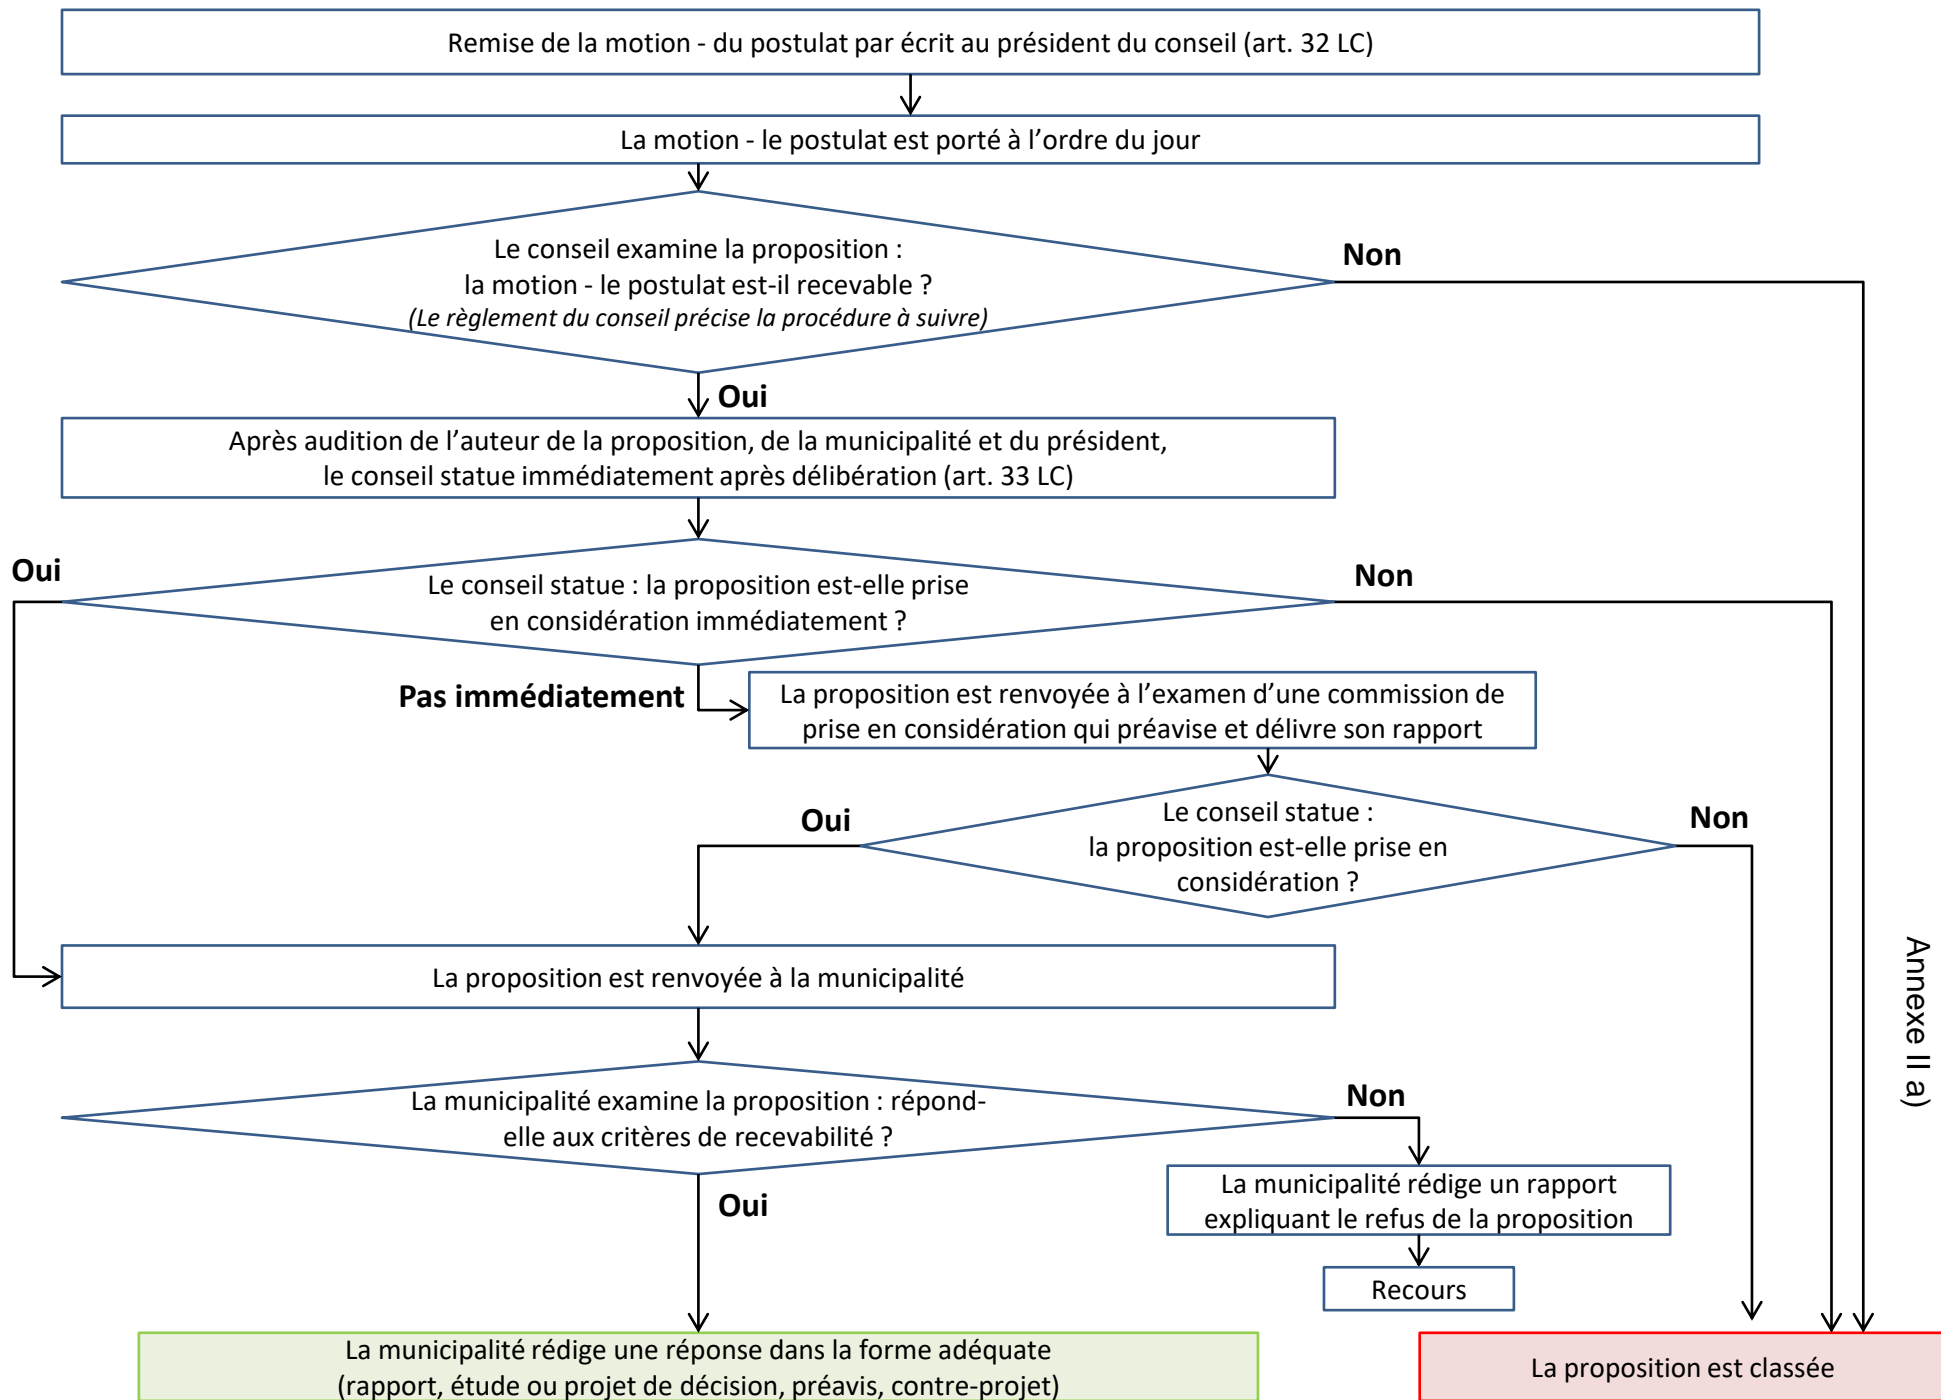 Remise de la motion - du postulat par écrit au président du conseil (art. 32 LC)
La motion - le postulat est porté à l’ordre du jour
Le conseil examine la proposition :
la motion - le postulat est-il recevable ?
(Le règlement du conseil précise la procédure à suivre)
Non
Oui
Après audition de l’auteur de la proposition, de la municipalité et du président,
le conseil statue immédiatement après délibération (art. 33 LC)
Oui
Le conseil statue : la proposition est-elle prise
en considération immédiatement ?
Non
Pas immédiatement
La proposition est renvoyée à l’examen d’une commission de
prise en considération qui préavise et délivre son rapport
Oui
Le conseil statue :
la proposition est-elle prise en
considération ?
Non
La proposition est renvoyée à la municipalité
Annexe II a)
La municipalité examine la proposition : répond-
elle aux critères de recevabilité ?
Non
Oui
La municipalité rédige un rapport
expliquant le refus de la proposition
Recours
La municipalité rédige une réponse dans la forme adéquate
(rapport, étude ou projet de décision, préavis, contre-projet)
La proposition est classée